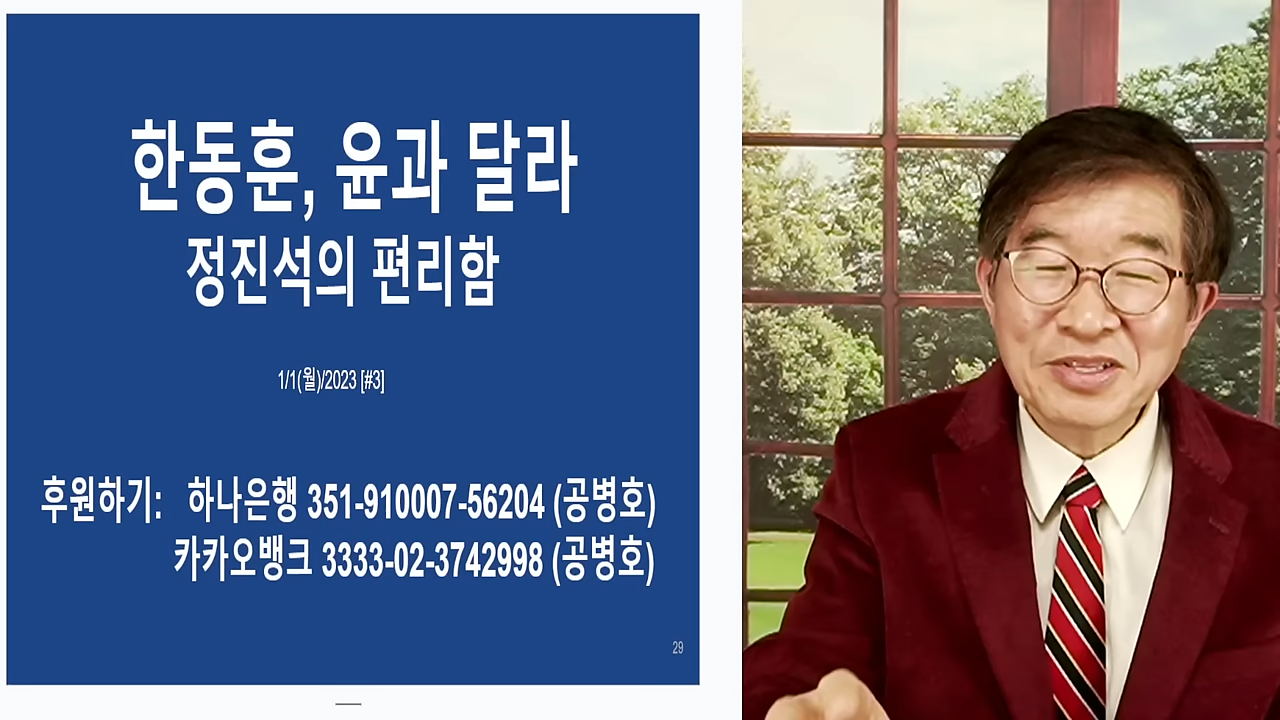 한동훈, 윤과 달라
정진석의 편리함
1/1(월)/2023 [#3]
후원하기: 하나은행 351-910007-56204 (공병호)
카카오뱅크 3333-02-3742998 (공병호)
29